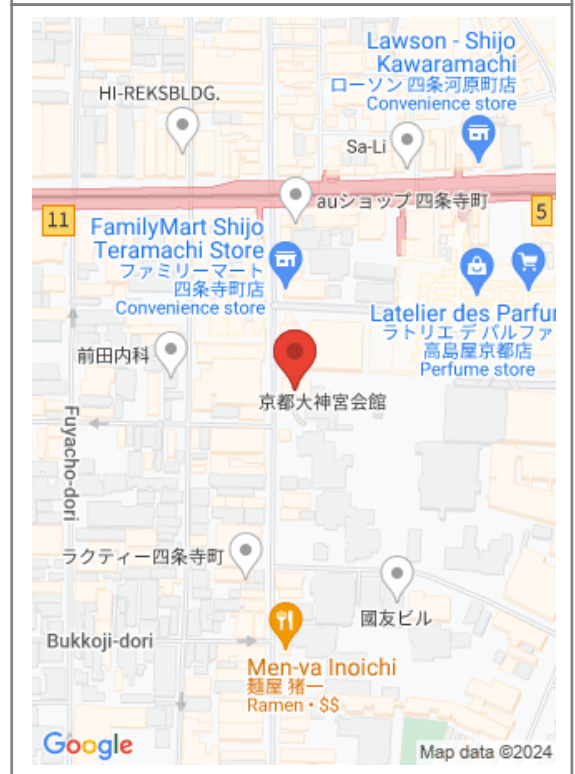 Lawson - Shijo
Kawaramachi
ローソン 四条河原町店
Convenience store
HI-REKSBLDG.
Sa-Li
auショップ 四条寺町
11
5
FamilyMart Shijo
Teramachi Store
ファミリーマート
四条寺町店
Convenience store
Latelier des Parfu
ラトリエ デ パルファ
高島屋京都店
Perfume store
前田内科
京都大神宮会館
Fuyacho-dori
ラクティー四条寺町
國友ビル
Bukkoji-dori
Men-ya Inoichi
麺屋 猪一
Ramen • $$
Google
Map data ©2024